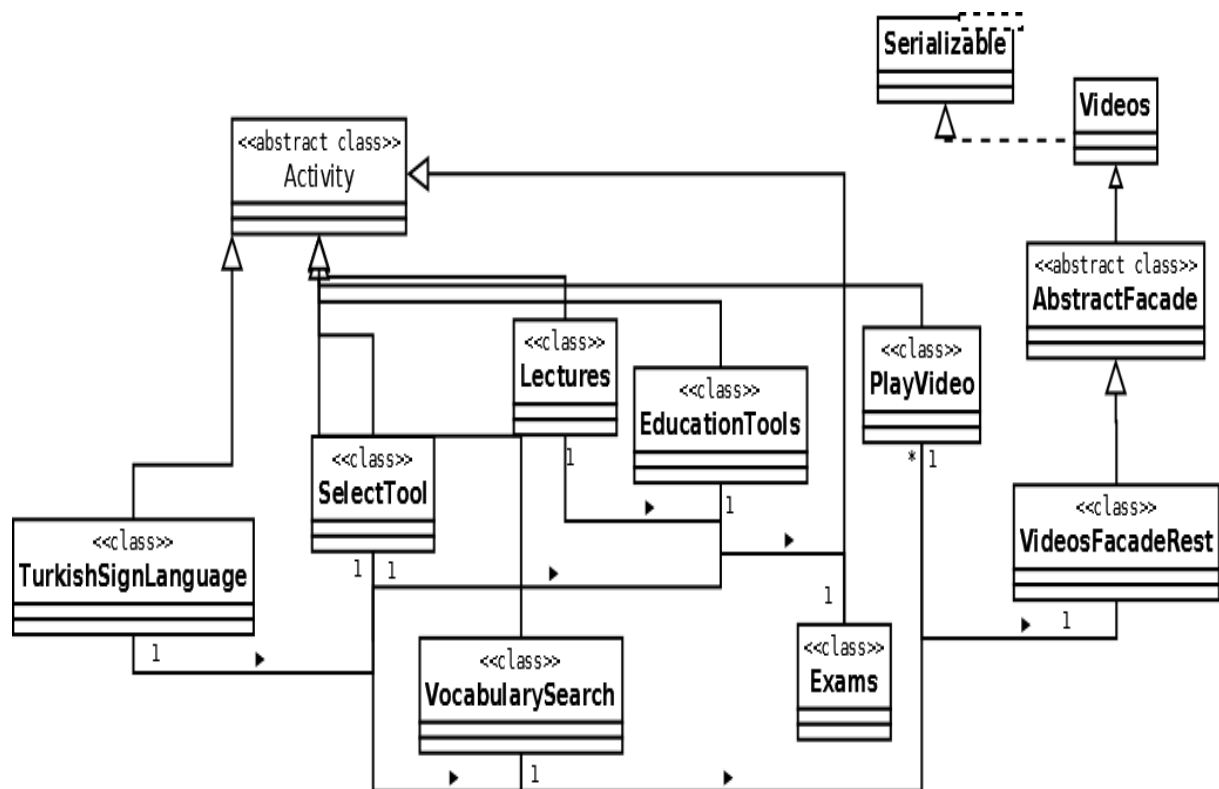 Serializable
Videos
<<abstract class>>
Activity
<<abstract class>>
AbstractFacade
<<class>>
Lectures
<<class>>
PlayVideo
<<class>>
EducationTools
<<class>>
SelectTool
* 1
1
1
<<class>>
VideosFacadeRest
<<class>>
TurkishSignLanguage
1 1
1
1
1
<<class>>
VocabularySearch
<<class>>
Exams
1